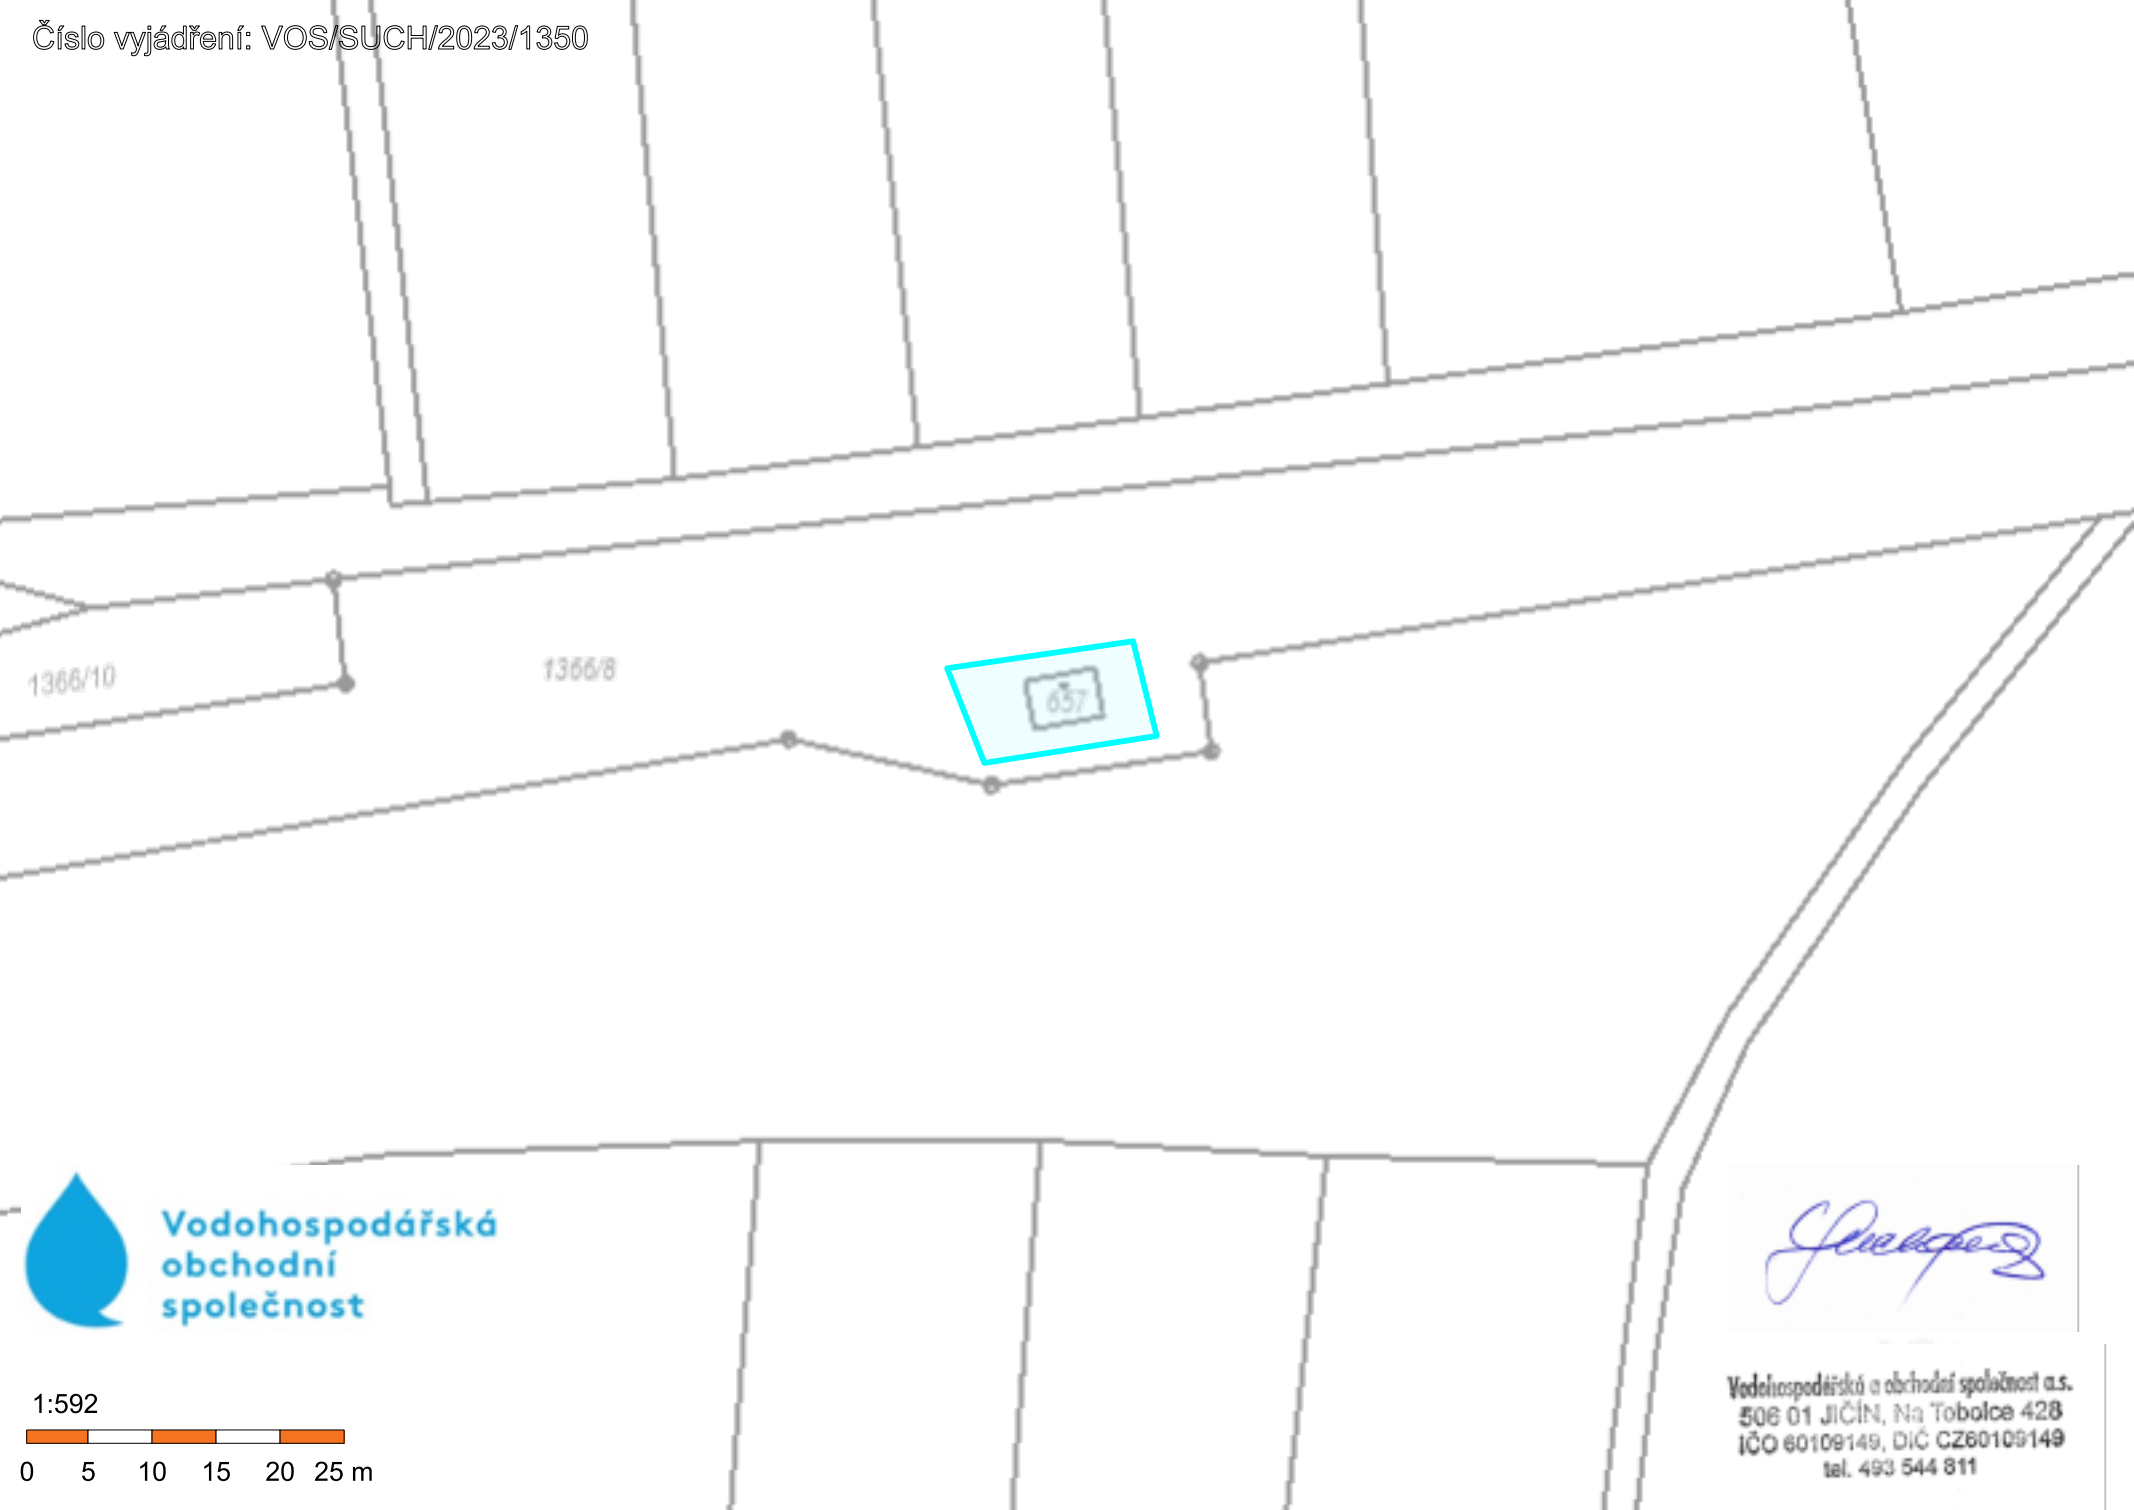 Číslo vyjádření: VOS/SUCH/2023/1350
1366/10
1366/8
657
Vodohospodářská
obchodní
společnost
1:592
0 5 10 15 20 25 m
Vodohospodářská a obchodní společnost a.s.
506 01 JIČÍN, Na Tobolce 428
IČO 60109149, DIČ CZ60109149
tel. 493 544 811